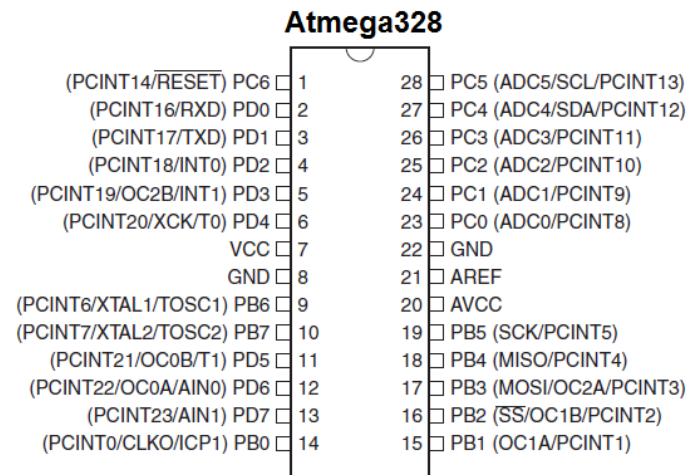 Atmega328
(PCINT14/RESET) PC6 1 28 PC5 (ADC5/SCL/PCINT13)
(PCINT16/RXD) PD0 2 27 PC4 (ADC4/SDA/PCINT12)
(PCINT17/TXD) PD1 3 26 PC3 (ADC3/PCINT11)
(PCINT18/INT0) PD2 4 25 PC2 (ADC2/PCINT10)
(PCINT19/OC2B/INT1) PD3 5 24 PC1 (ADC1/PCINT9)
(PCINT20/XCK/T0) PD4 6 23 PC0 (ADC0/PCINT8)
VCC 7 22 GND
GND 8 21 AREF
(PCINT6/XTAL1/TOSC1) PB6 9 20 AVCC
(PCINT7/XTAL2/TOSC2) PB7 10 19 PB5 (SCK/PCINT5)
(PCINT21/OC0B/T1) PD5 11 18 PB4 (MISO/PCINT4)
(PCINT22/OC0A/AIN0) PD6 12 17 PB3 (MOSI/OC2A/PCINT3)
(PCINT23/AIN1) PD7 13 16 PB2 (SS/OC1B/PCINT2)
(PCINT0/CLKO/ICP1) PB0 14 15 PB1 (OC1A/PCINT1)